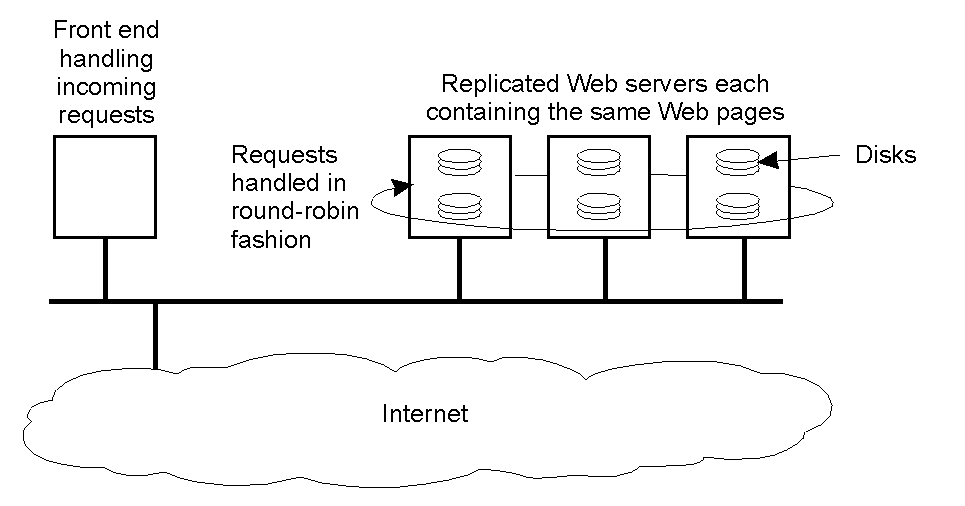 Front end
handling
incoming
requests
Replicated Web servers each
containing the same Web pages
Requests
handled in
round-robin
fashion
Disks
Internet